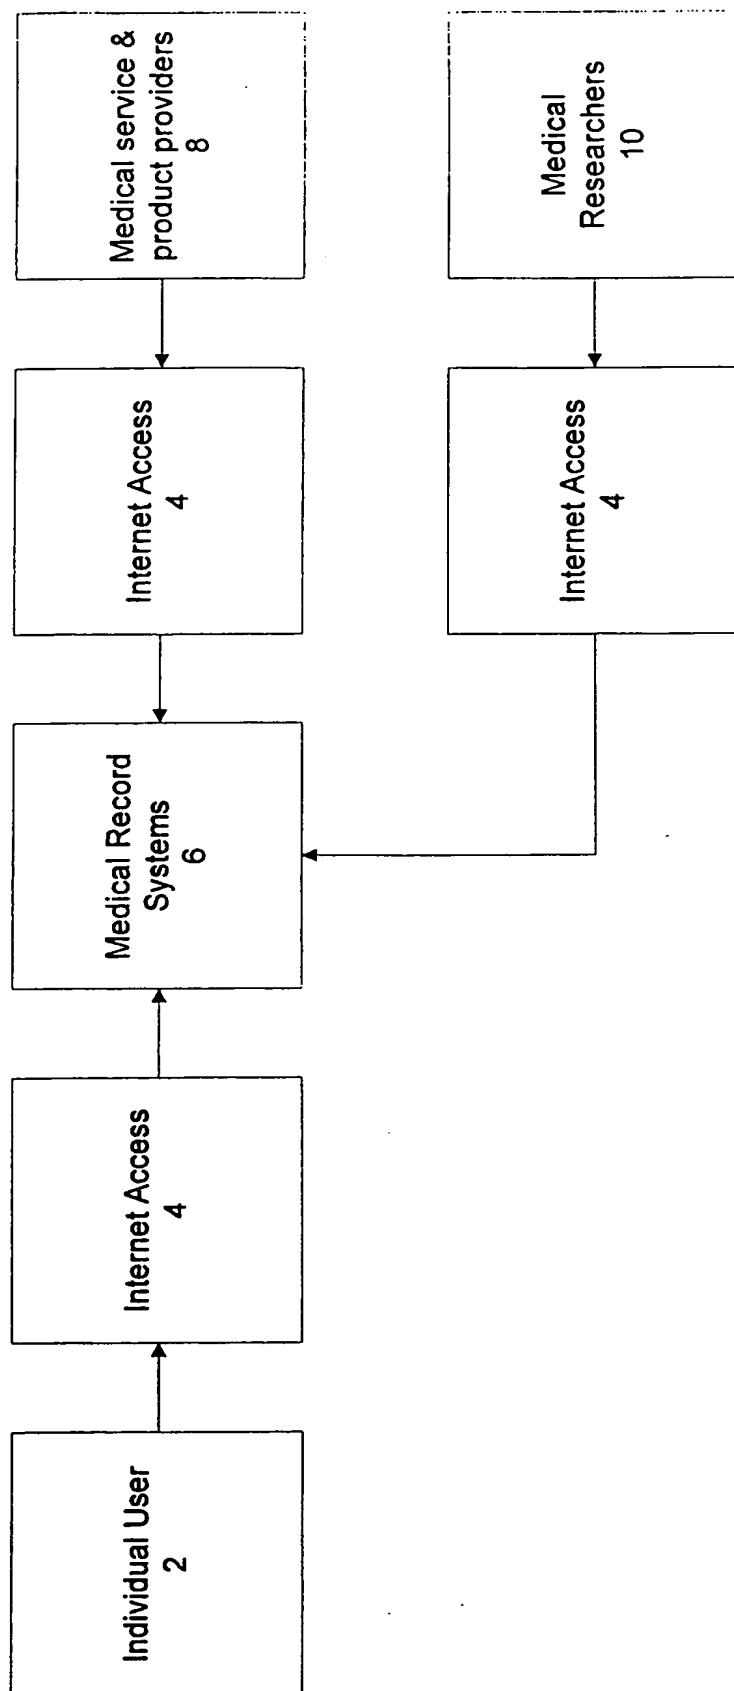 Individual User
2
Internet Access
4
Medical Record
Systems
6
Internet Access
4
Medical service &
product providers
8
Internet Access
4
Medical
Researchers
10